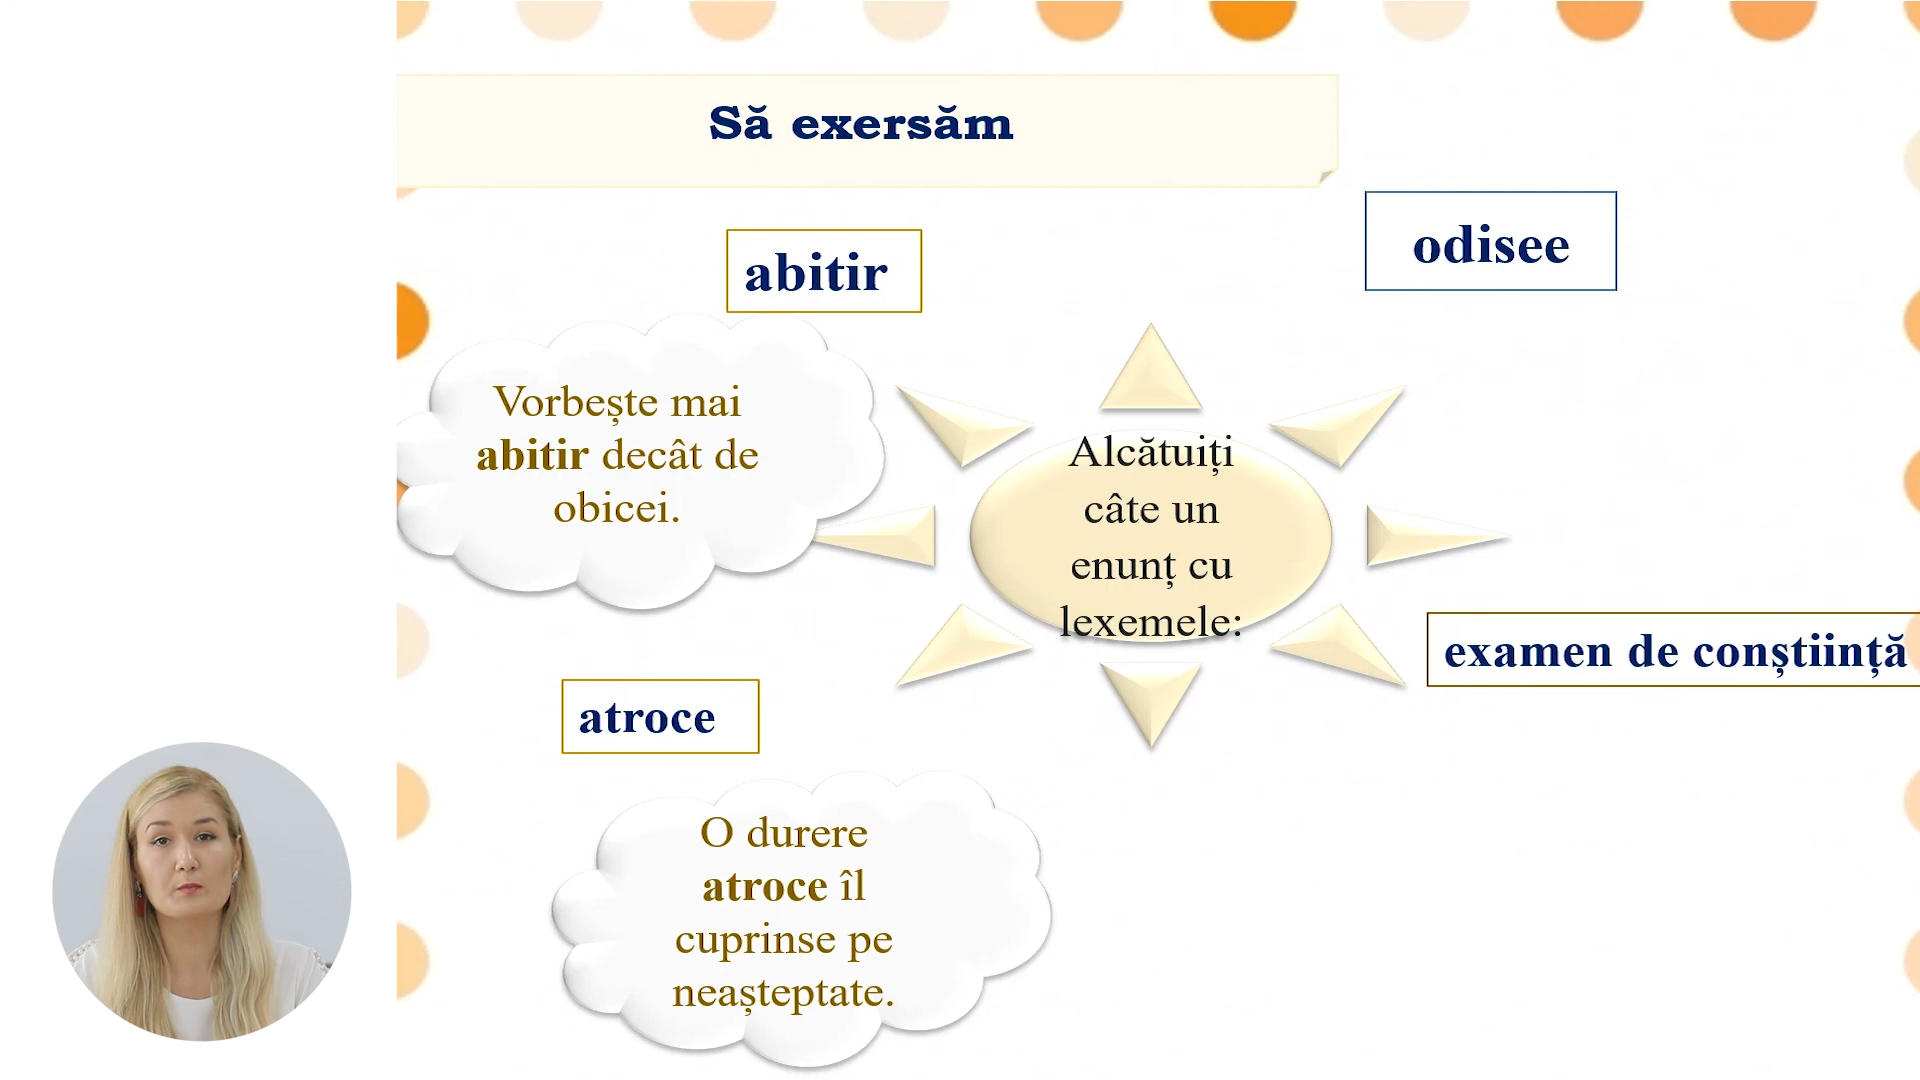 Să exersăm
abitir
odisee
Vorbește mai
abitir decât de
obicei.
Alcătuiți
câte un
enunț cu
lexemele:
examen de conștiință
atroce
O durere
atroce îl
cuprinse pe
neașteptate.